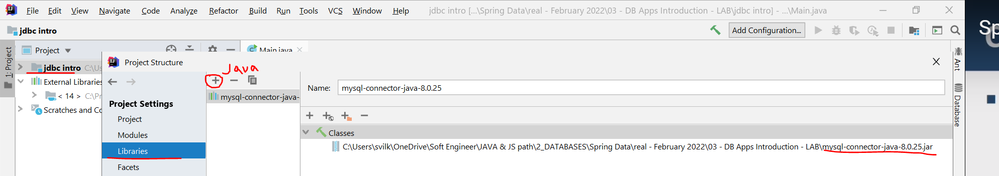 File Edit View Navigate Code Analyze Refactor Build Run Tools VCS Window Help jdbc intro [...\Spring Data\real - February 2022\03 - DB Apps Introduction - LAB\jdbc intro] - ...\Main.java
jdbc intro Add Configuration...
Sp
1: Project
Project Main.java
jdbc intro C:\Us
External Libraries
< 14 > C:\Pr
Scratches and Co
Project Structure
Java
Project Settings
Project
Modules
Libraries
Facets
mysql-connector-java-
Name: mysql-connector-java-8.0.25
Classes
C:\Users\svilk\OneDrive\Soft Engineer\JAVA & JS path\2_DATABASES\Spring Data\real - February 2022\03 - DB Apps Introduction - LAB\mysql-connector-java-8.0.25.jar
Ant
Database